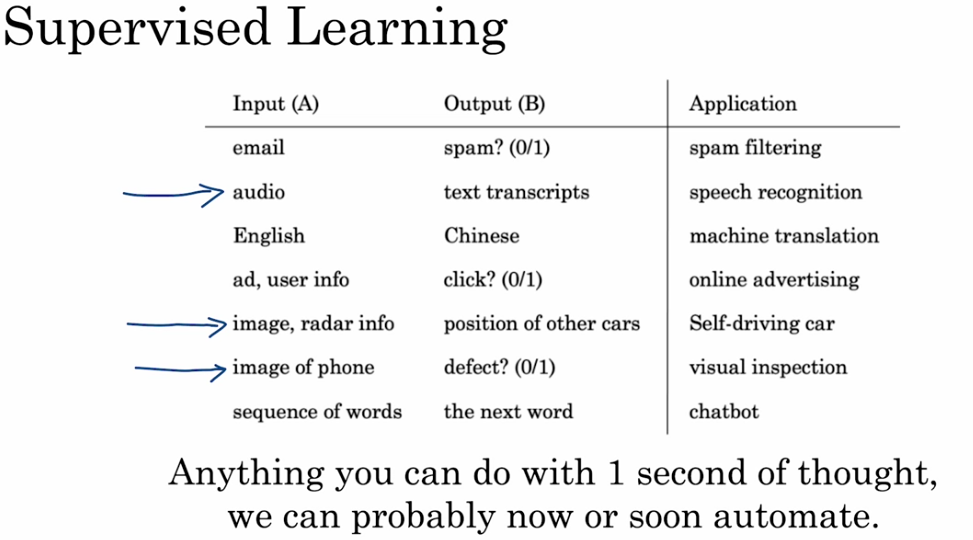 Supervised Learning
Input (A) Output (B) Application
email spam? (0/1) spam filtering
audio text transcripts speech recognition
English Chinese machine translation
ad, user info click? (0/1) online advertising
image, radar info position of other cars Self-driving car
image of phone defect? (0/1) visual inspection
sequence of words the next word chatbot
Anything you can do with 1 second of thought,
we can probably now or soon automate.